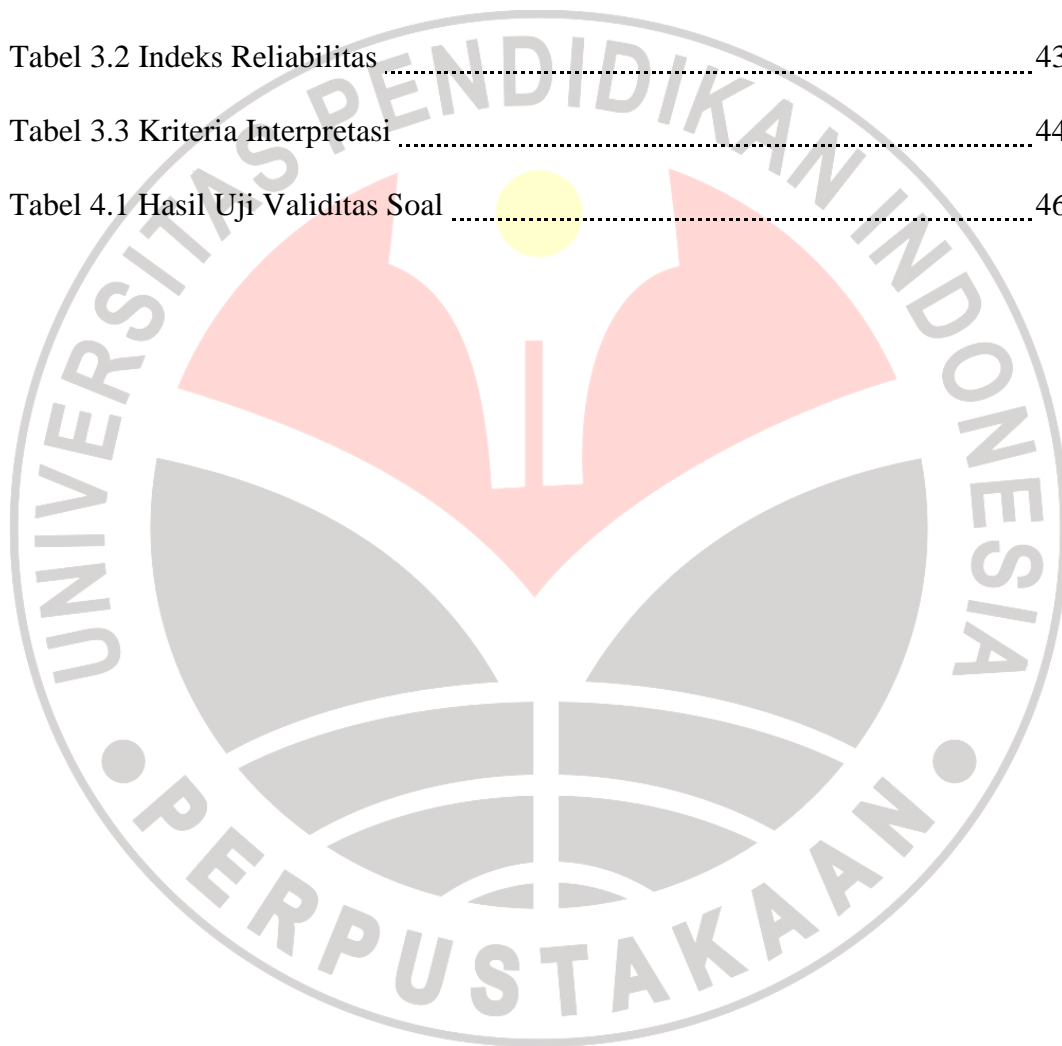 Tabel 3.2 Indeks Reliabilitas ........ 43
Tabel 3.3 Kriteria Interpretasi ........ 44
Tabel 4.1 Hasil Uji Validitas Soal ........ 46
UNIVERSITAS PENDIDIKAN INDONESIA
PERPUSTAKAAN